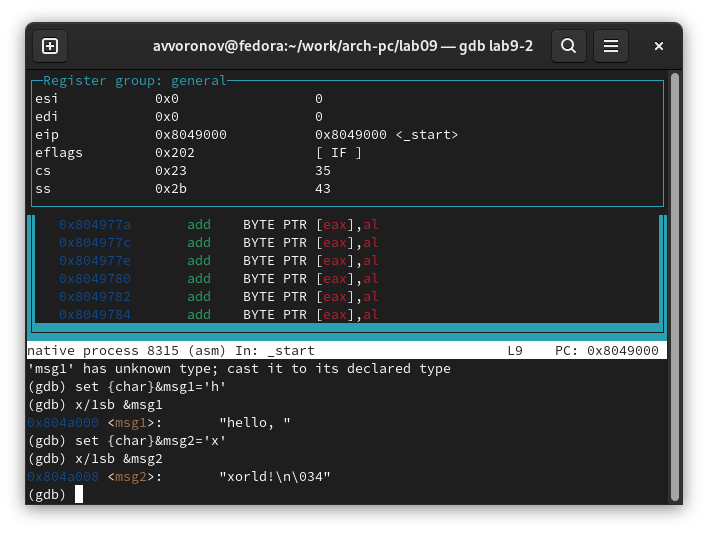 avvoronov@fedora:~/work/arch-pc/lab09 — gdb lab9-2
Register group: general
esi 0x0 0
edi 0x0 0
eip 0x8049000 0x8049000 <_start>
eflags 0x202 [ IF ]
cs 0x23 35
ss 0x2b 43
0x804977a add BYTE PTR [eax],al
0x804977c add BYTE PTR [eax],al
0x804977e add BYTE PTR [eax],al
0x8049780 add BYTE PTR [eax],al
0x8049782 add BYTE PTR [eax],al
0x8049784 add BYTE PTR [eax],al
native process 8315 (asm) In: _start L9 PC: 0x8049000
'msg1' has unknown type; cast it to its declared type
(gdb) set {char}&msg1='h'
(gdb) x/1sb &msg1
0x804a000 <msg1>: "hello, "
(gdb) set {char}&msg2='x'
(gdb) x/1sb &msg2
0x804a008 <msg2>: "xorld!\n\034"
(gdb)